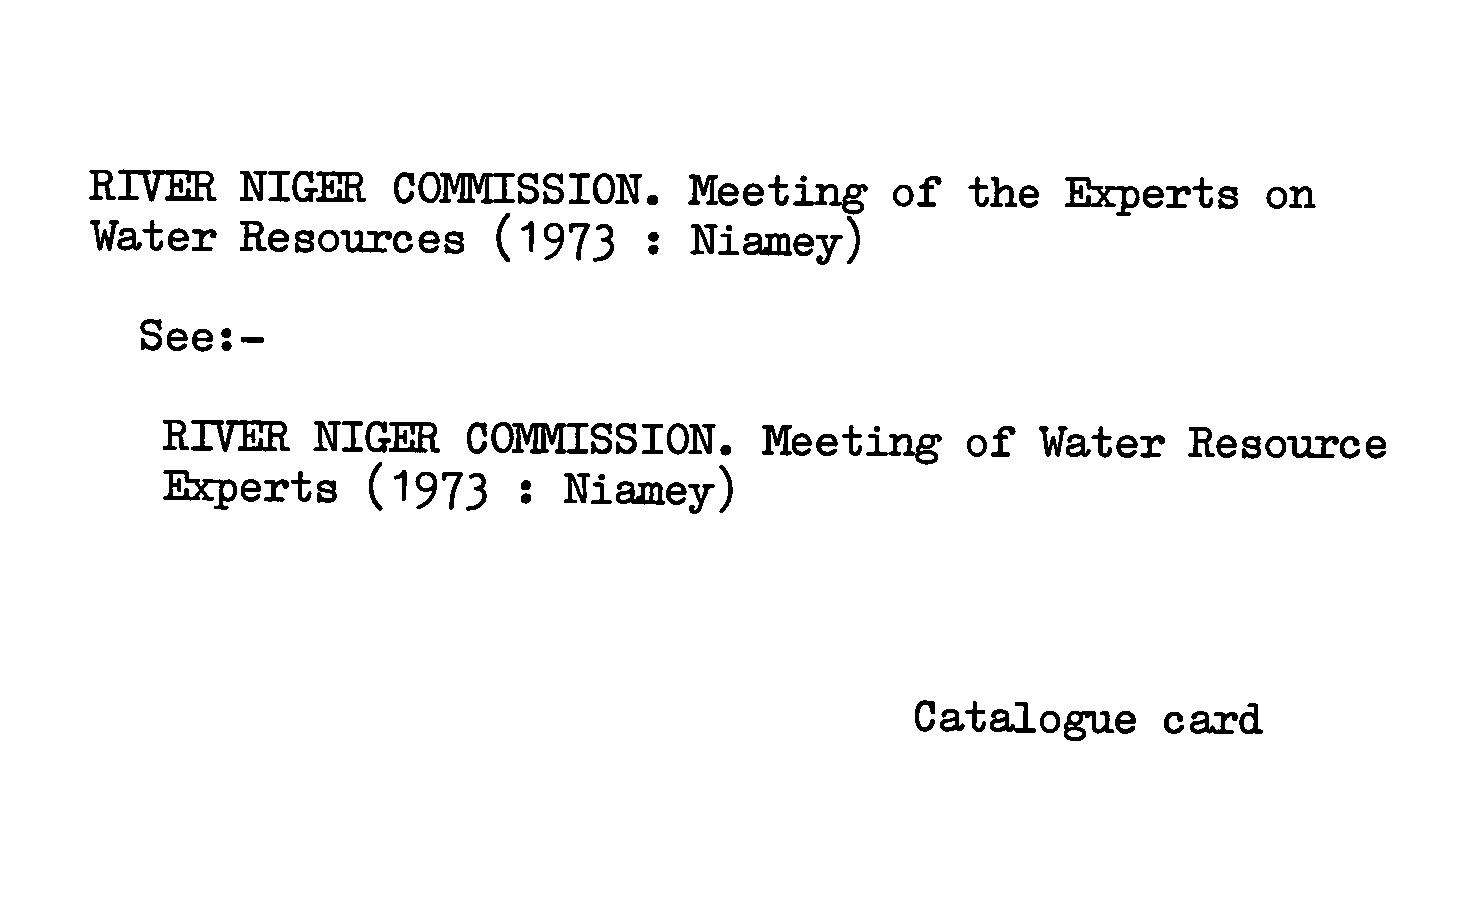 RIVER NIGER COMMISSION. Meeting of the Experts on
Water Resources (1973 : Niamey)
See:-
RIVER NIGER COMMISSION. Meeting of Water Resource
Experts (1973 : Niamey)
Catalogue card